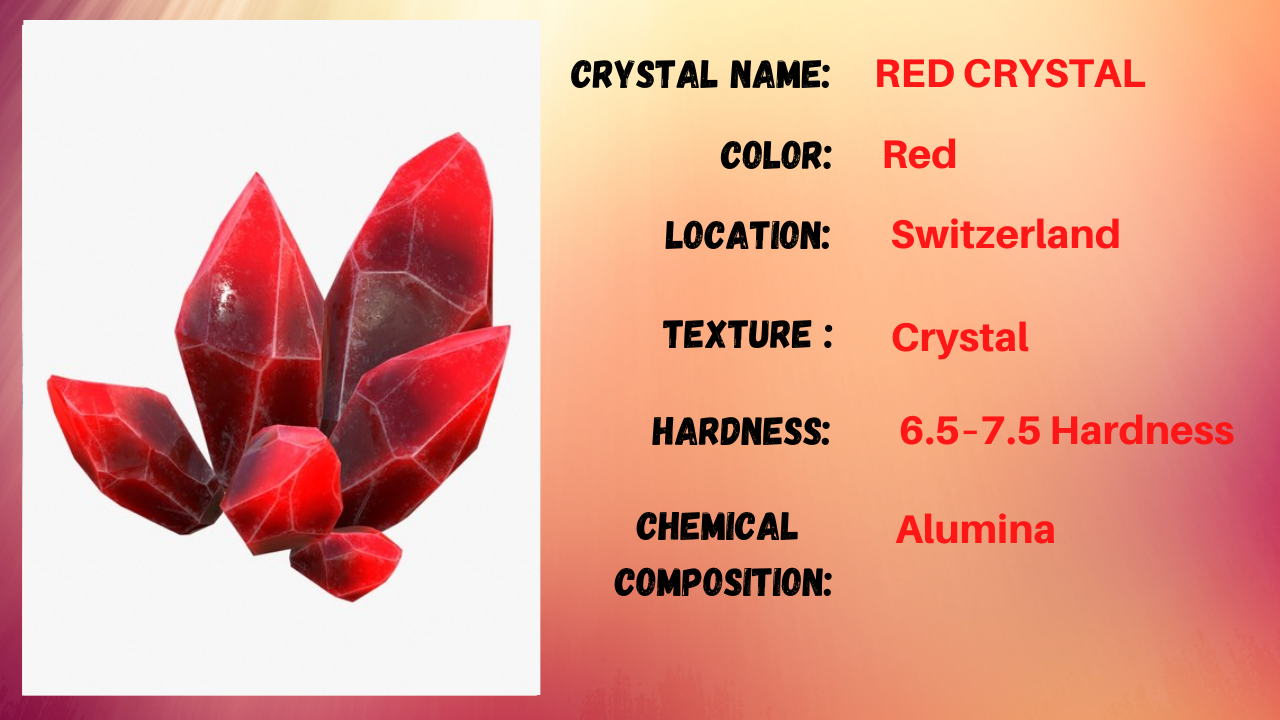 CRYSTAL NAME: RED CRYSTAL
COLOR: Red
LOCATION: Switzerland
TEXTURE : Crystal
HARDNESS: 6.5-7.5 Hardness
CHEMICAL Alumina
COMPOSITION: